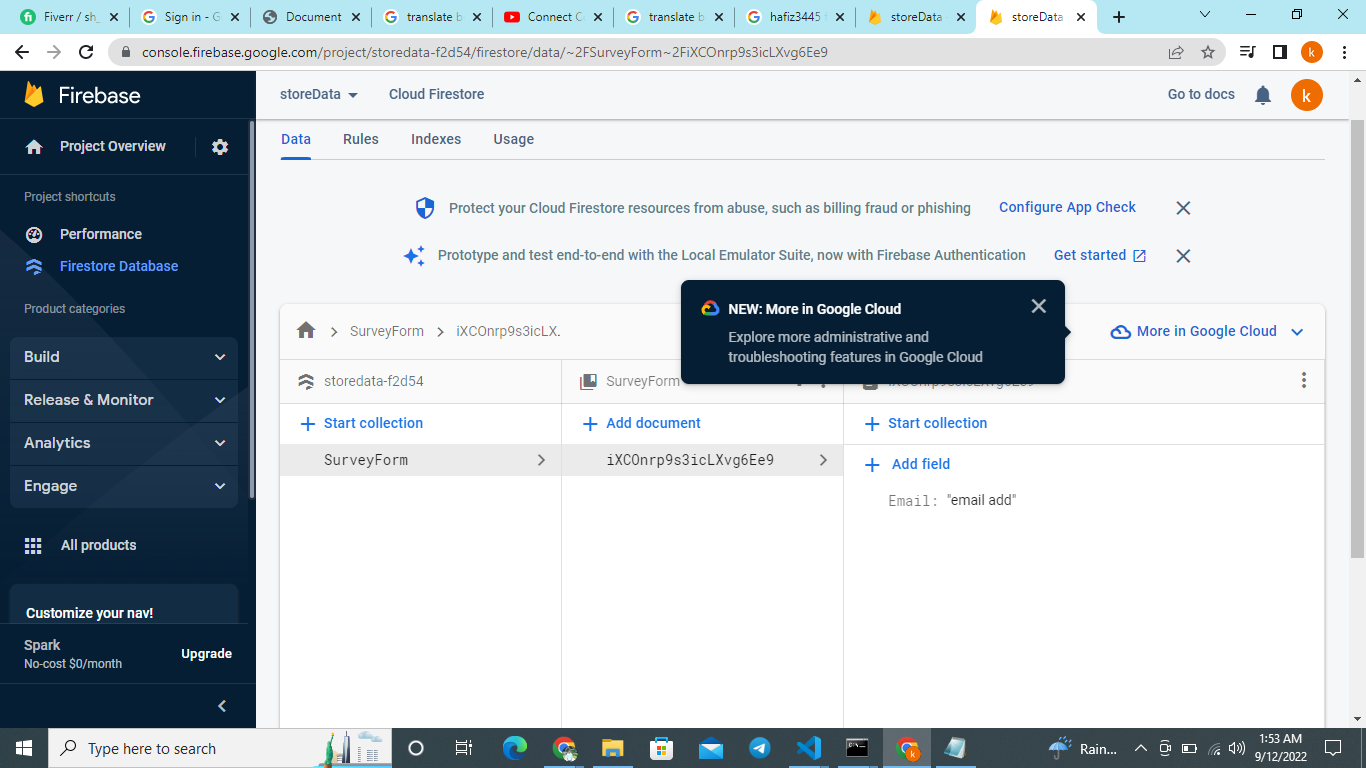 Fiverr / sh_
Sign in - G
Document
translate b
Connect C
translate b
hafiz3445
storeData
storeData
console.firebase.google.com/project/storedata-f2d54/firestore/data/~2FSurveyForm~2FiXCOnrp9s3icLXvg6Ee9
k
Firebase
storeData
Cloud Firestore
Go to docs
k
Project Overview
Data
Rules
Indexes
Usage
Project shortcuts
Performance
Firestore Database
Product categories
Build
Release & Monitor
Analytics
Engage
All products
Customize your nav!
Spark
No-cost $0/month
Upgrade
Protect your Cloud Firestore resources from abuse, such as billing fraud or phishing
Configure App Check
Prototype and test end-to-end with the Local Emulator Suite, now with Firebase Authentication
Get started
NEW: More in Google Cloud
Explore more administrative and
troubleshooting features in Google Cloud
SurveyForm
iXCOnrp9s3icLX.
More in Google Cloud
storedata-f2d54
SurveyForm
Start collection
Add document
Start collection
SurveyForm
iXCOnrp9s3icLXvg6Ee9
Add field
Email: "email add"
Type here to search
Rain...
1:53 AM
9/12/2022